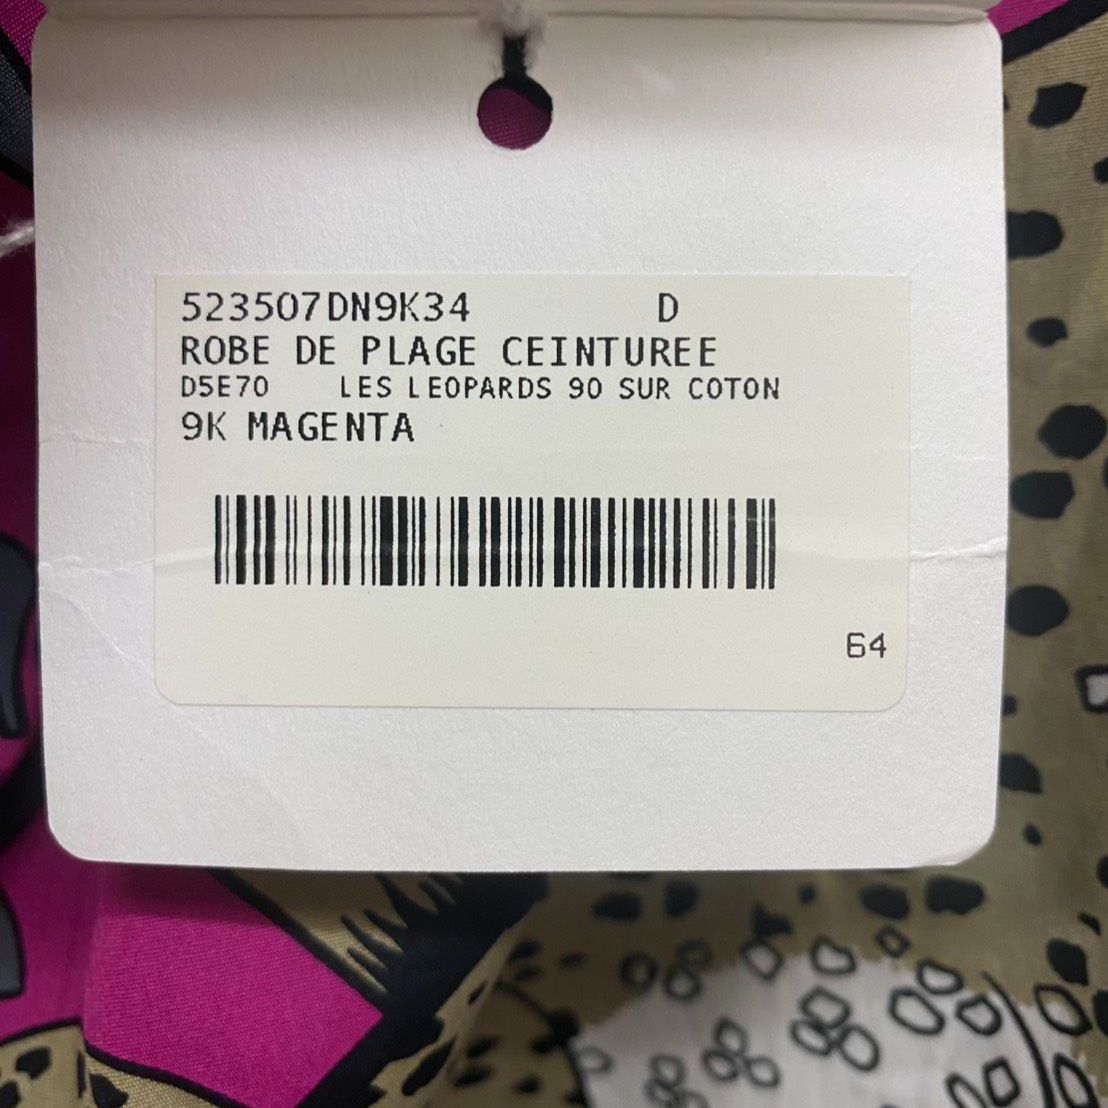 523507DN9K34 D
ROBE DE PLAGE CEINTUREE
D5E70 LES LEOPARDS 90 SUR COTON
9K MAGENTA
64